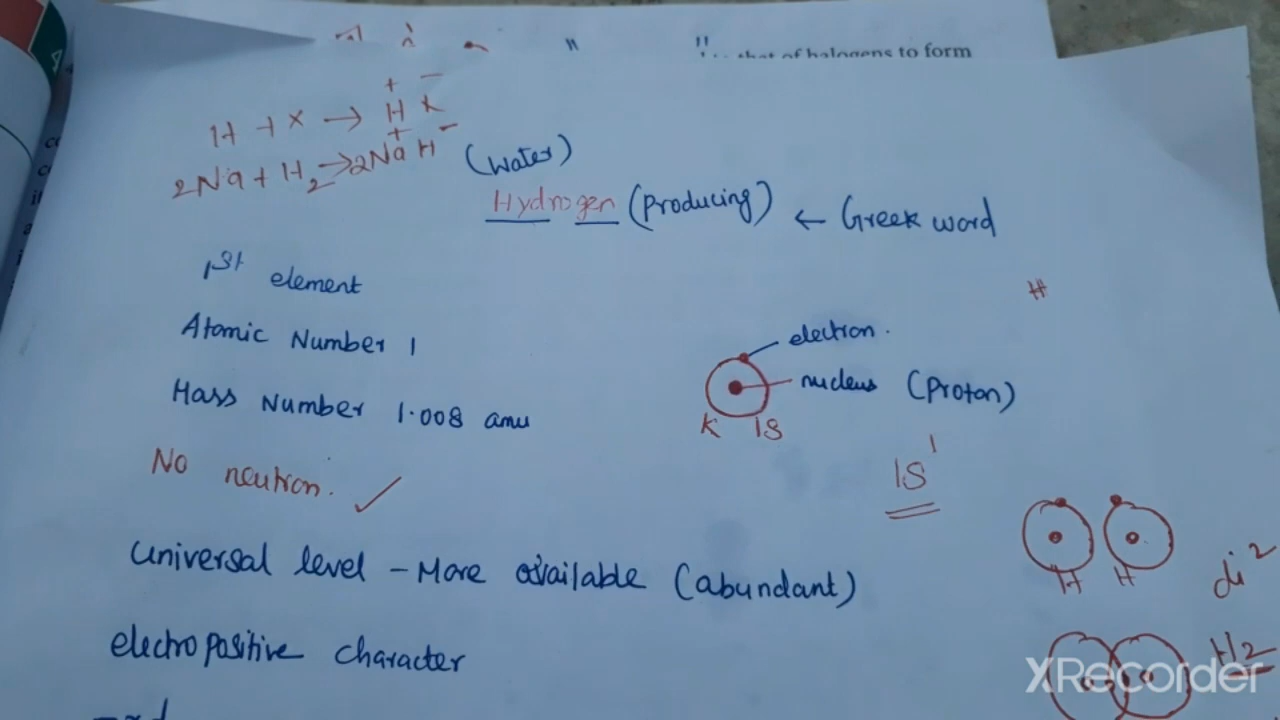 that of halogens to form
H + x → H⁺ x⁻
2Na + H₂ → 2Na⁺ H⁻
(water)
Hydrogen (producing) ← Greek word
1st element
H
Atomic Number 1
electron.
nucleus (proton)
Mass Number 1.008 amu
K 1S
No neutron. ✓
1S¹
Universal level - More available (abundant)
H H
di 2
electropositive character
H2
XRecorder